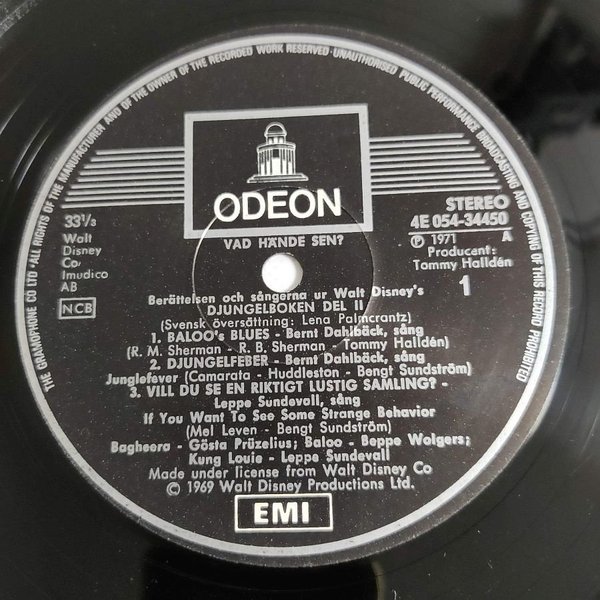 THE GRAMOPHONE CO LTD · ALL RIGHTS OF THE MANUFACTURER AND OF THE OWNER OF THE RECORDED WORK RESERVED · UNAUTHORISED PUBLIC PERFORMANCE BROADCASTING AND COPYING OF THIS RECORD PROHIBITED
ODEON
VAD HÄNDE SEN?
33⅓
Walt
Disney
Co/
Imudico
AB
NCB
STEREO
4E 054-34450
Ⓟ 1971 A
Producent:
Tommy Halldén
1
Berättelsen och sångerna ur Walt Disney's
DJUNGELBOKEN DEL II
(Svensk översättning: Lena Palmcrantz)
1. BALOO's BLUES - Bernt Dahlbäck, sång
(R. M. Sherman - R. B. Sherman - Tommy Halldén)
2. DJUNGELFEBER - Bernt Dahlbäck, sång
Junglefever (Camarata - Huddleston - Bengt Sundström)
3. VILL DU SE EN RIKTIGT LUSTIG SAMLING? -
Leppe Sundevall, sång
If You Want To See Some Strange Behavior
(Mel Leven - Bengt Sundström)
Bagheera - Gösta Prüzelius; Baloo - Beppe Wolgers;
Kung Louie - Leppe Sundevall
Made under license from Walt Disney Co
© 1969 Walt Disney Productions Ltd.
EMI